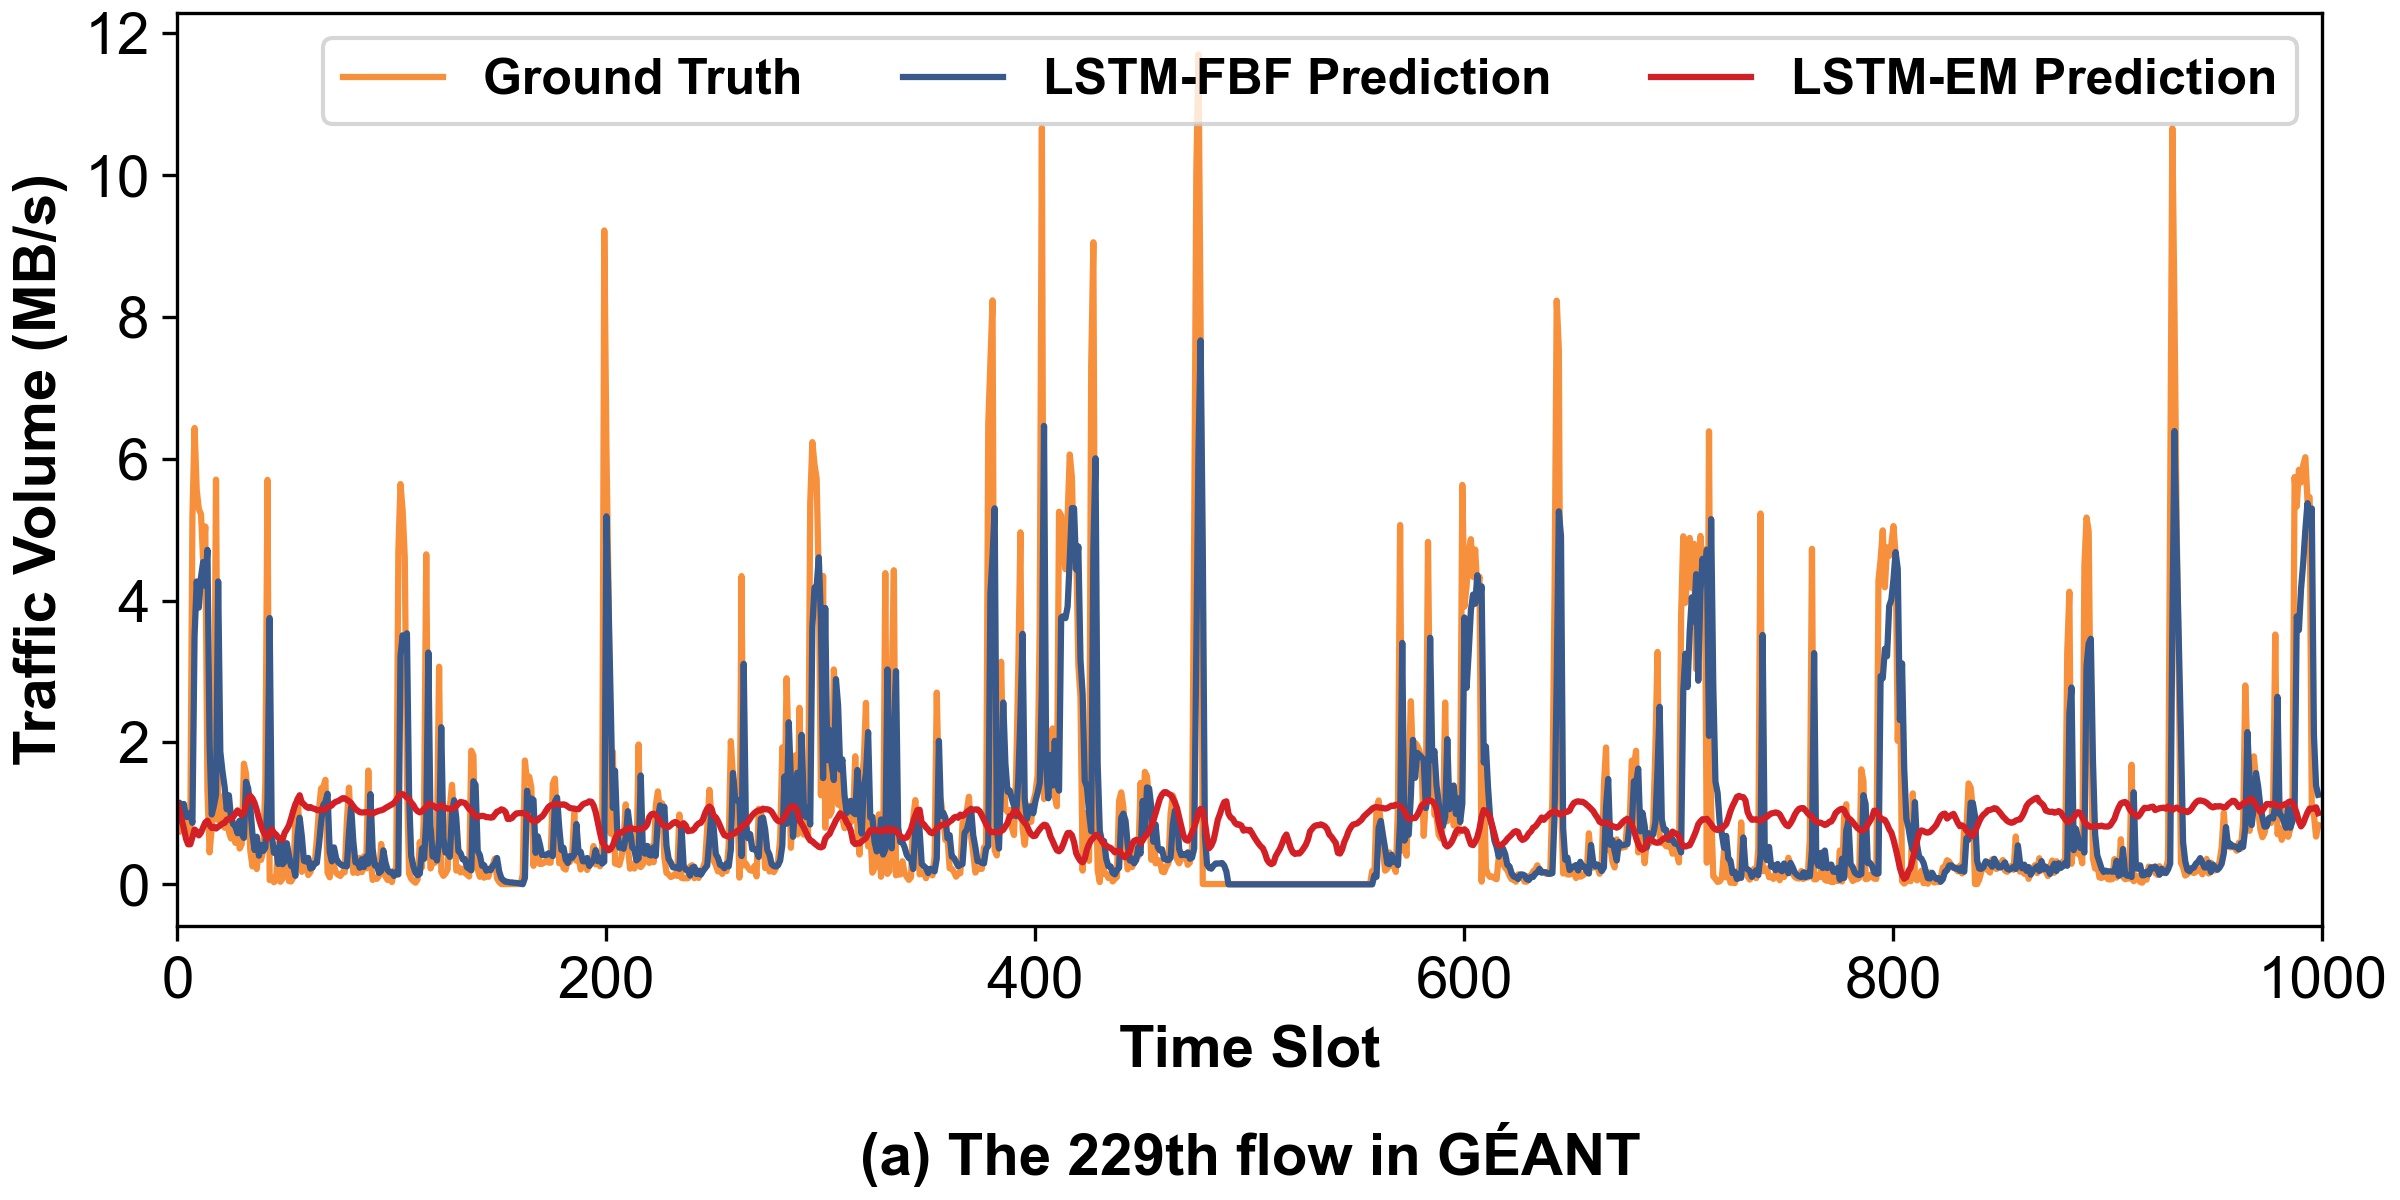 12
Ground Truth LSTM-FBF Prediction LSTM-EM Prediction
10
8
6
4
2
0
Traffic Volume (MB/s)
0 200 400 600 800 1000
Time Slot
(a) The 229th flow in GÉANT